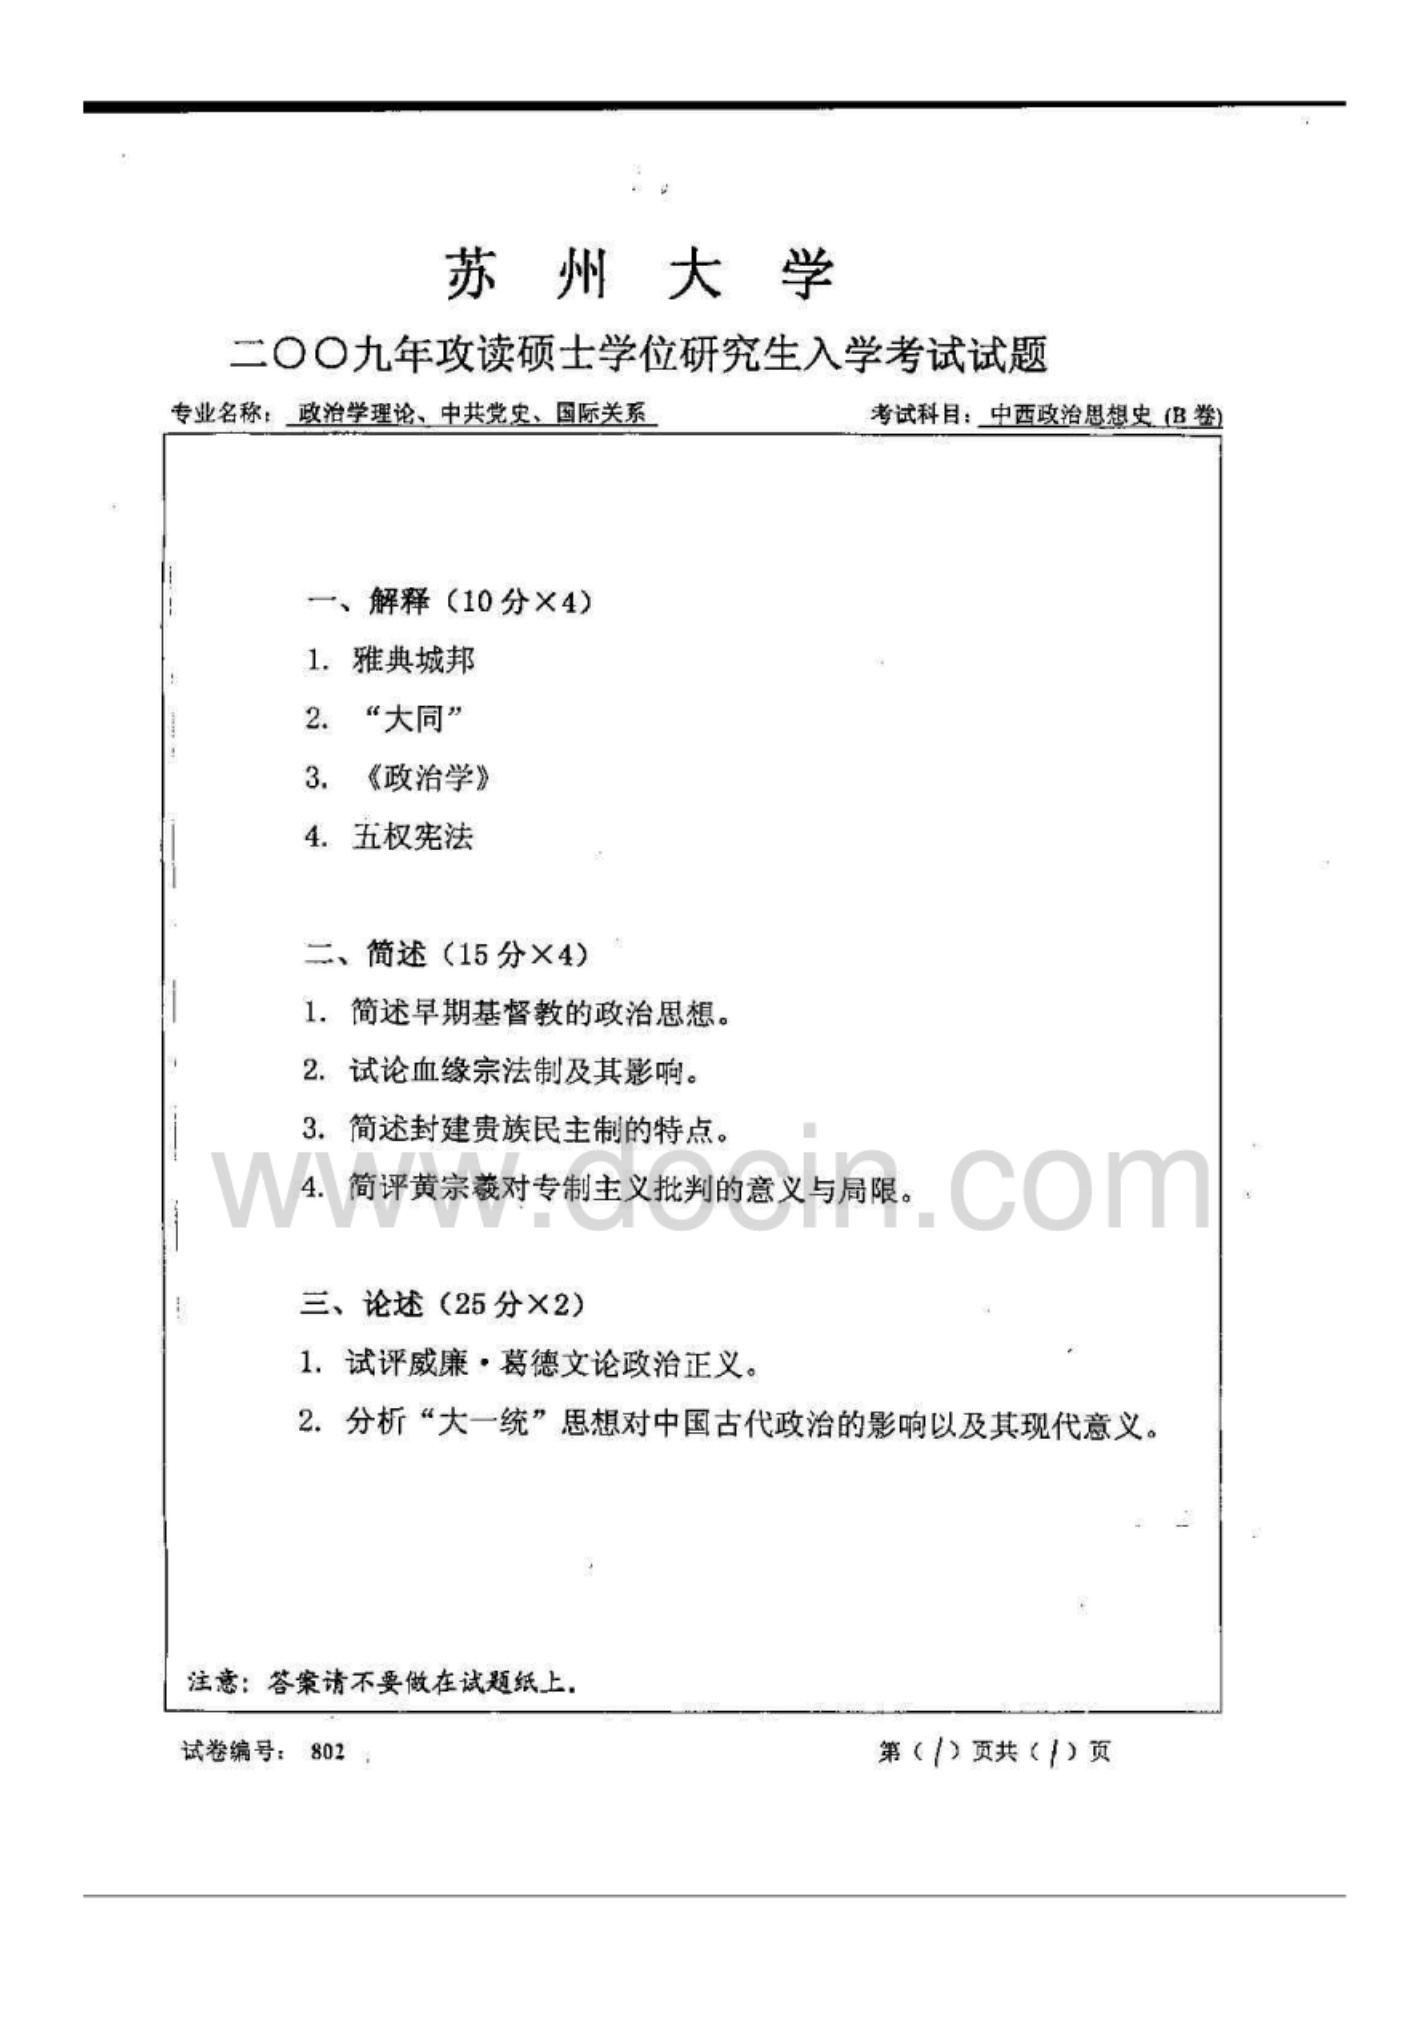 苏州大学
二〇〇九年攻读硕士学位研究生入学考试试题
专业名称： 政治学理论、中共党史、国际关系 考试科目： 中西政治思想史 (B 卷)
一、解释（10 分×4）
1. 雅典城邦
2. “大同”
3. 《政治学》
4. 五权宪法
二、简述（15 分×4）
1. 简述早期基督教的政治思想。
2. 试论血缘宗法制及其影响。
3. 简述封建贵族民主制的特点。
4. 简评黄宗羲对专制主义批判的意义与局限。
www.docin.com
三、论述（25 分×2）
1. 试评威廉·葛德文论政治正义。
2. 分析“大一统”思想对中国古代政治的影响以及其现代意义。
注意：答案请不要做在试题纸上.
试卷编号： 802 第（1）页共（1）页